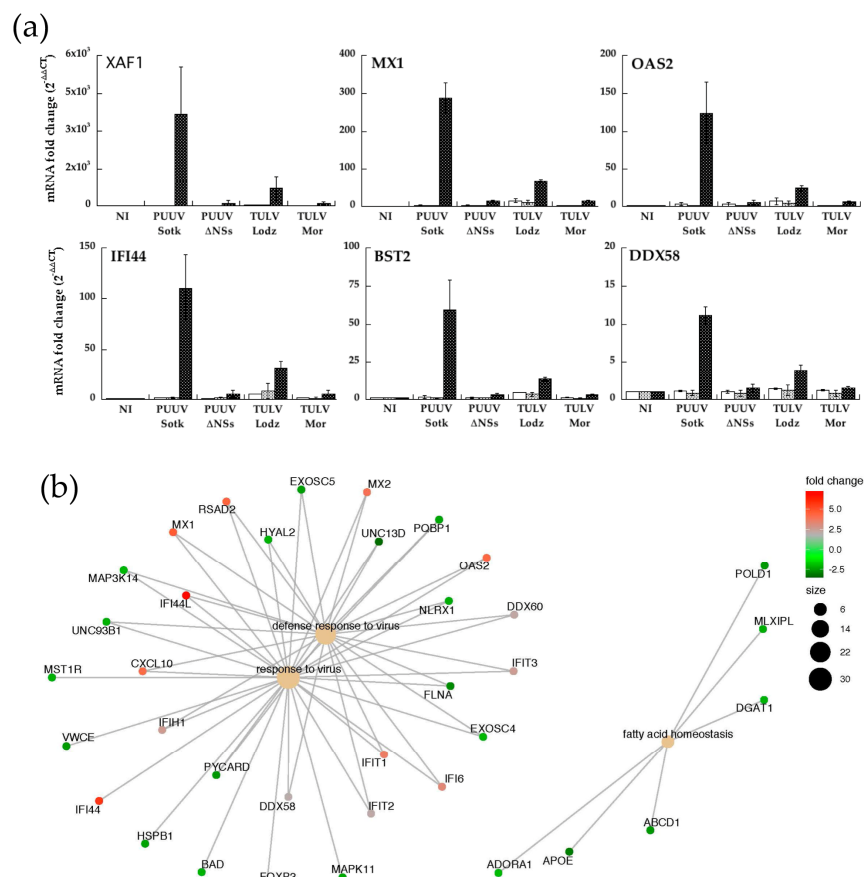 (a)
XAF1
MX1
OAS2
mRNA fold change (2^-ΔΔCT)
6x10³
3x10³
2x10³
0
400
300
200
100
0
200
150
100
50
0
NI PUUV PUUV TULV TULV
Sotk ΔNSs Lodz Mor
NI PUUV PUUV TULV TULV
Sotk ΔNSs Lodz Mor
NI PUUV PUUV TULV TULV
Sotk ΔNSs Lodz Mor
IFI44
BST2
DDX58
mRNA fold change (2^-ΔΔCT)
150
100
50
0
100
75
50
25
0
20
15
10
5
0
NI PUUV PUUV TULV TULV
Sotk ΔNSs Lodz Mor
NI PUUV PUUV TULV TULV
Sotk ΔNSs Lodz Mor
NI PUUV PUUV TULV TULV
Sotk ΔNSs Lodz Mor
(b)
EXOSC5
MX2
RSAD2
MX1
HYAL2
UNC13D
PQBP1
OAS2
MAP3K14
IFI44L
NLRX1
DDX60
UNC93B1
defense response to virus
CXCL10
response to virus
IFIT3
MST1R
FLNA
VWCE
IFIH1
EXOSC4
PYCARD
IFIT1
IFI6
IFI44
DDX58
IFIT2
HSPB1
BAD
FOXP3
MAPK11
POLD1
MLXIPL
DGAT1
fatty acid homeostasis
ABCD1
APOE
ADORA1
fold change
5.0
2.5
0.0
-2.5
size
6
14
22
30